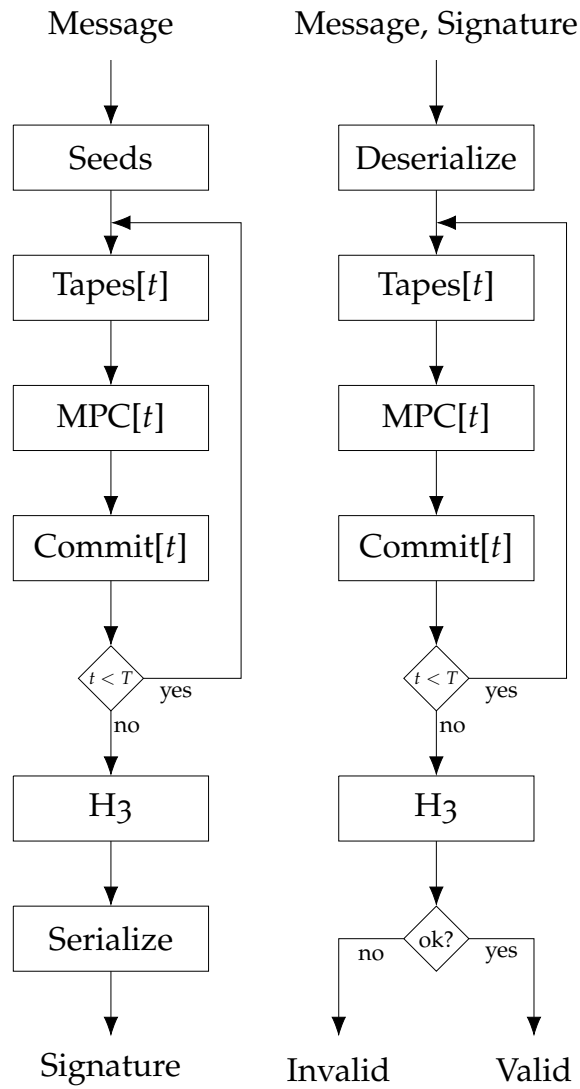 Message
Seeds
Tapes[t]
MPC[t]
Commit[t]
t < T
yes
no
H3
Serialize
Signature
Message, Signature
Deserialize
Tapes[t]
MPC[t]
Commit[t]
t < T
yes
no
H3
ok?
no
yes
Invalid
Valid